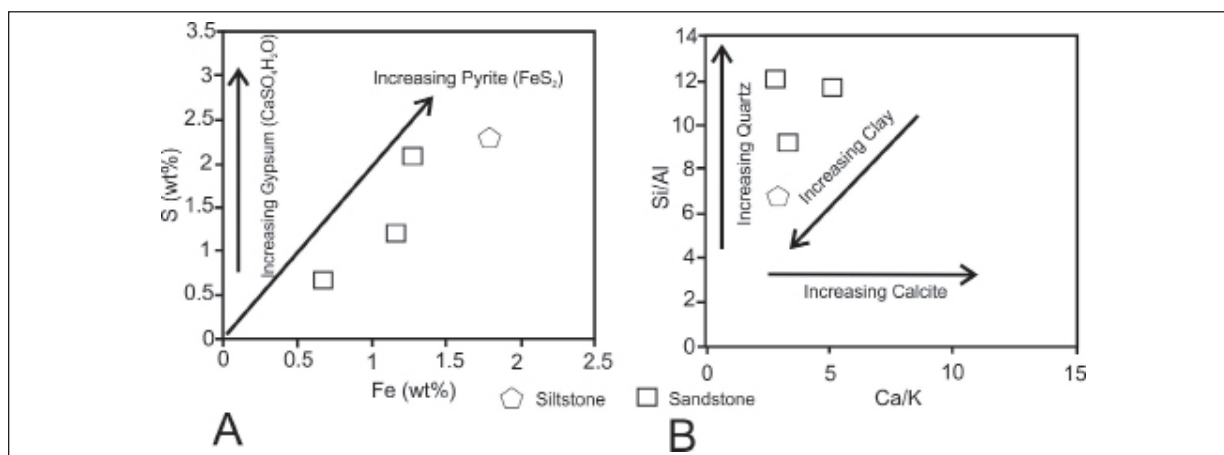 3.5
3
2.5
2
1.5
1
0.5
0
S (wt%)
Increasing Gypsum (CaSO₄H₂O)
Increasing Pyrite (FeS₂)
0 0.5 1 1.5 2 2.5
Fe (wt%)
A
14
12
10
8
6
4
2
0
Si/Al
Increasing Quartz
Increasing Clay
Increasing Calcite
0 5 10 15
Ca/K
B
Siltstone
Sandstone